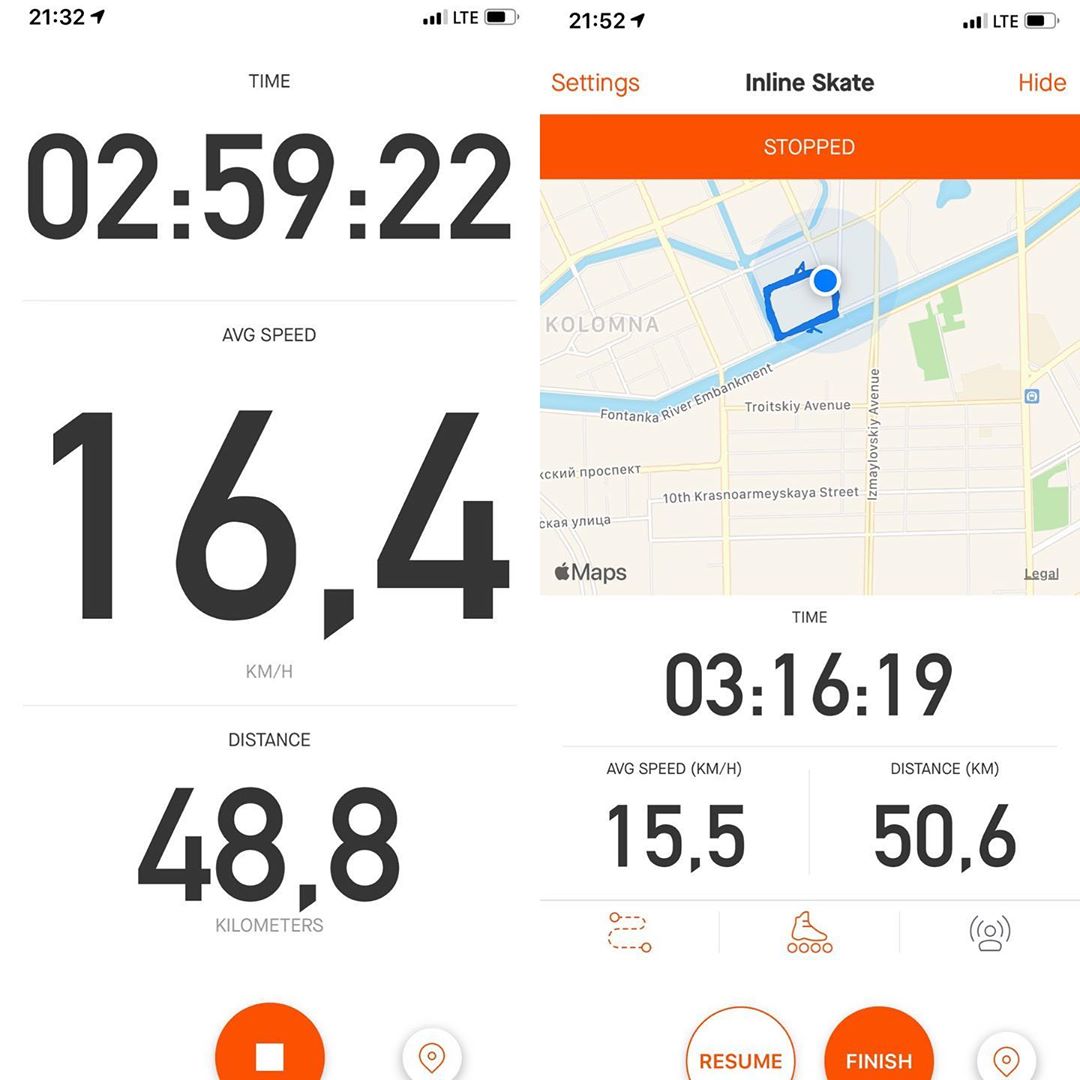 21:32
LTE
TIME
02:59:22
AVG SPEED
16,4
KM/H
DISTANCE
48,8
KILOMETERS
21:52
LTE
Settings
Inline Skate
Hide
STOPPED
KOLOMNA
Fontanka River Embankment
Troitskiy Avenue
Izmaylovskiy Avenue
кский проспект
10th Krasnoarmeyskaya Street
ская улица
Maps
Legal
TIME
03:16:19
AVG SPEED (KM/H)
DISTANCE (KM)
15,5
50,6
RESUME
FINISH